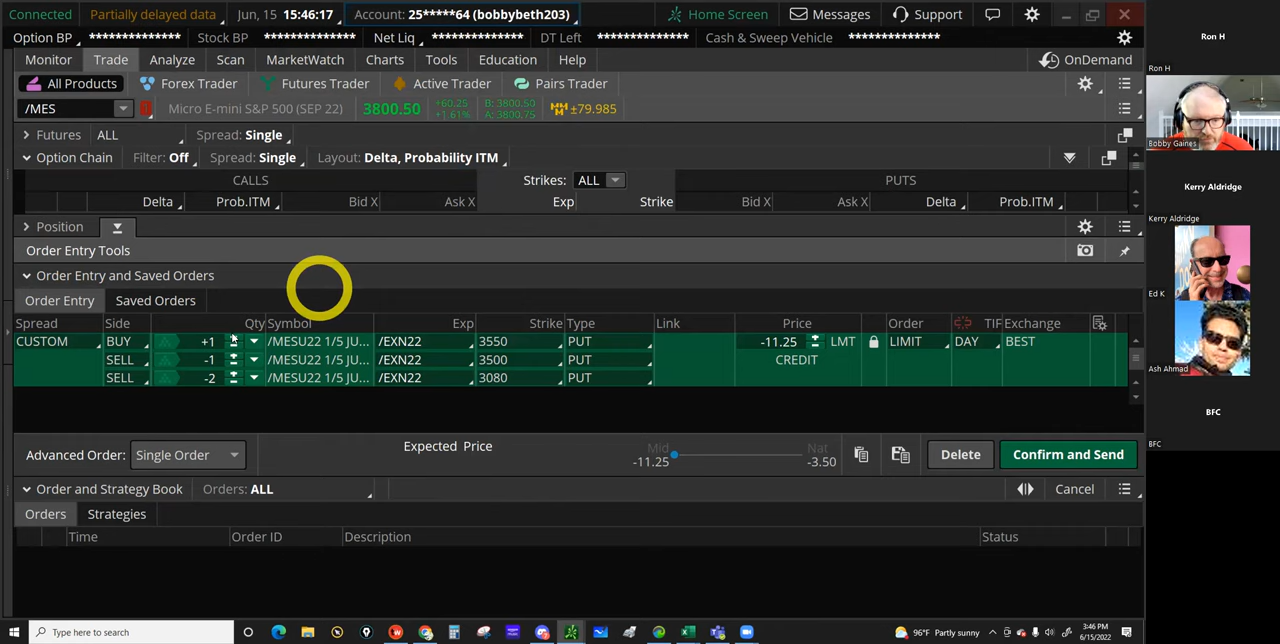 Connected Partially delayed data Jun, 15 15:46:17 Account: 25*****64 (bobbybeth203) Home Screen Messages Support
Option BP ************** Stock BP ************** Net Liq ************** DT Left ************** Cash & Sweep Vehicle **************
Monitor Trade Analyze Scan MarketWatch Charts Tools Education Help OnDemand
All Products Forex Trader Futures Trader Active Trader Pairs Trader
/MES Micro E-mini S&P 500 (SEP 22) 3800.50 +60.25 +1.61% B: 3800.50 A: 3800.75 ±79.985
Futures ALL Spread: Single
Option Chain Filter: Off Spread: Single Layout: Delta, Probability ITM
CALLS Strikes: ALL PUTS
Delta Prob.ITM Bid X Ask X Exp Strike Bid X Ask X Delta Prob.ITM
Position
Order Entry Tools
Order Entry and Saved Orders
Order Entry Saved Orders
Spread Side Qty Symbol Exp Strike Type Link Price Order TIF Exchange
CUSTOM BUY +1 /MESU22 1/5 JU... /EXN22 3550 PUT -11.25 LMT LIMIT DAY BEST
SELL -1 /MESU22 1/5 JU... /EXN22 3500 PUT CREDIT
SELL -2 /MESU22 1/5 JU... /EXN22 3080 PUT
Advanced Order: Single Order Expected Price Mid -11.25 Nat -3.50 Delete Confirm and Send
Order and Strategy Book Orders: ALL Cancel
Orders Strategies
Time Order ID Description Status
Type here to search 96°F Partly sunny 3:46 PM 6/15/2022
Ron H
Ron H
Bobby Gaines
Kerry Aldridge
Kerry Aldridge
Ed K
Ash Ahmad
BFC
BFC